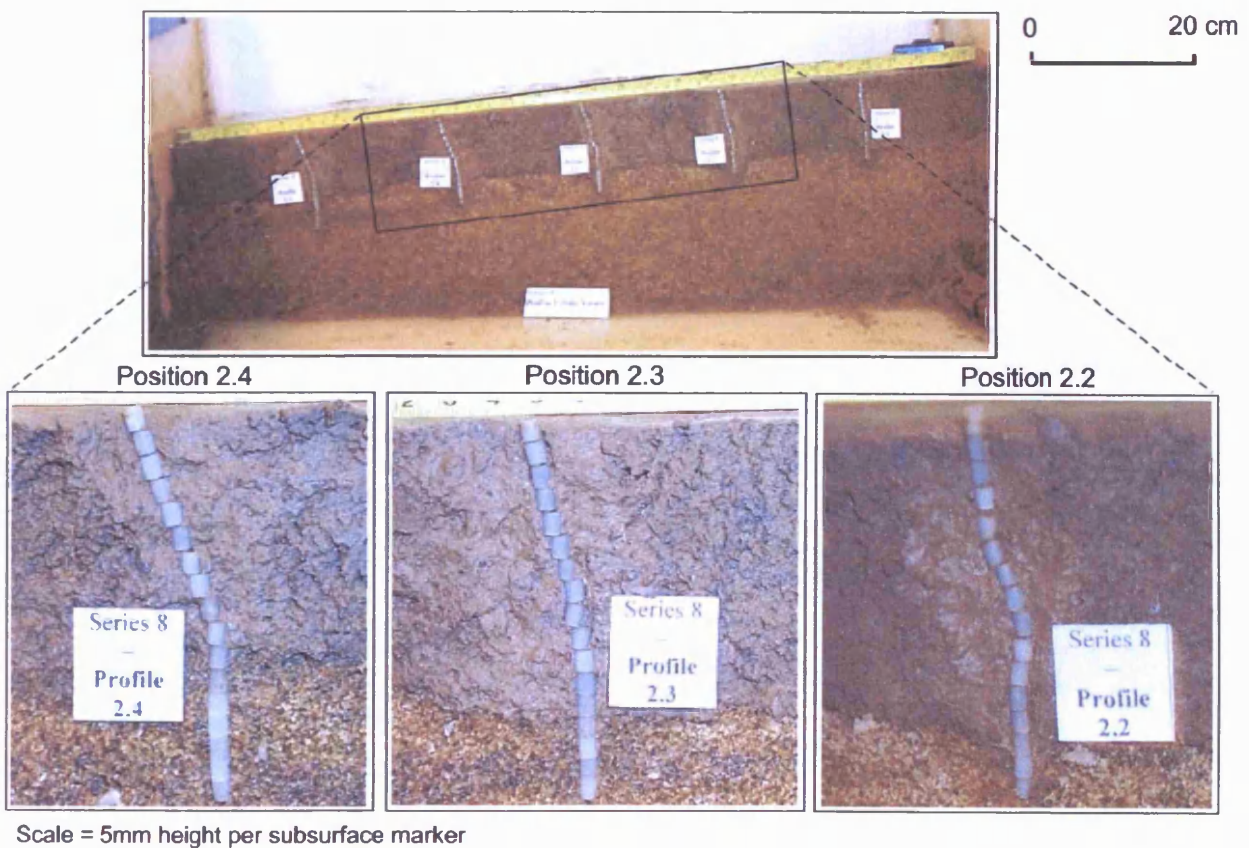 0 20 cm
Position 2.4 Position 2.3 Position 2.2
Series 8
–
Profile
2.4
Series 8
–
Profile
2.3
Series 8
–
Profile
2.2
Scale = 5mm height per subsurface marker